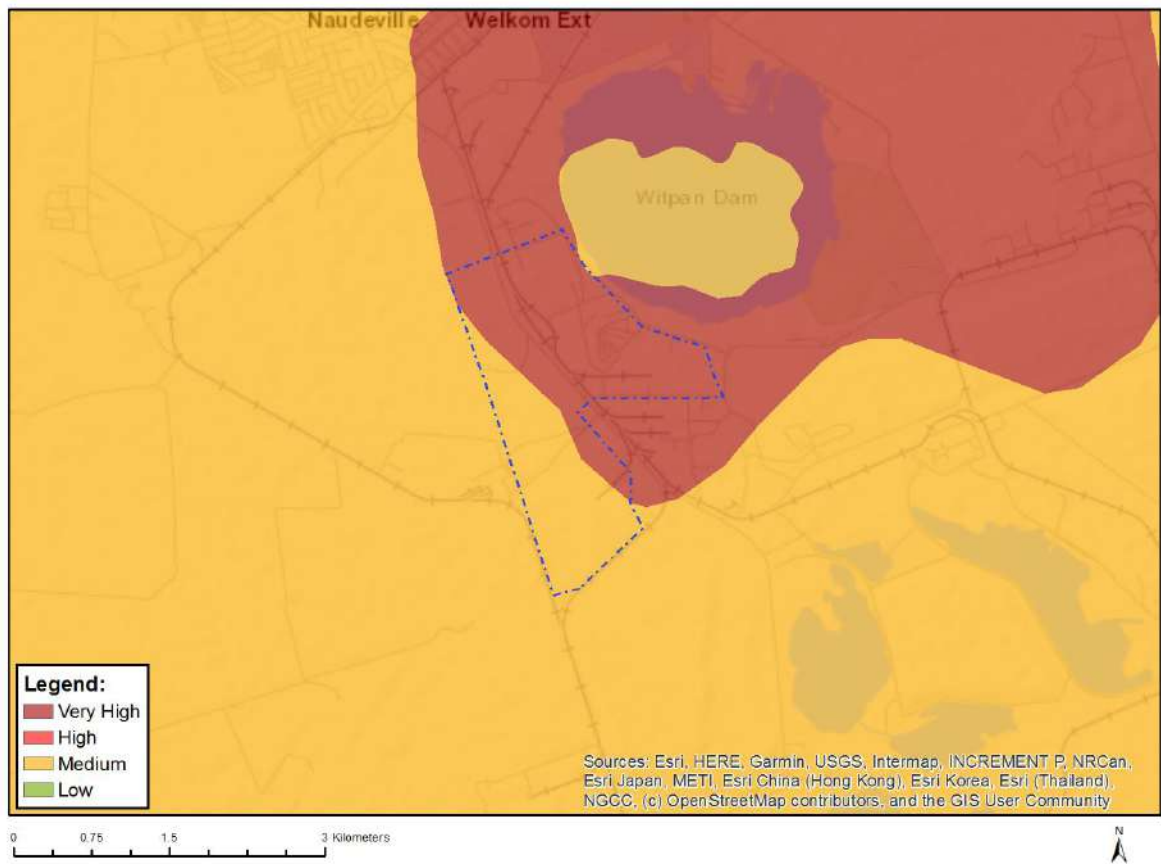 Naudeville Welkom Ext
Witpan Dam
Legend:
Very High
High
Medium
Low
Sources: Esri, HERE, Garmin, USGS, Intermap, INCREMENT P, NRCan,
Esri Japan, METI, Esri China (Hong Kong), Esri Korea, Esri (Thailand),
NGCC, (c) OpenStreetMap contributors, and the GIS User Community
0 0.75 1.5 3 Kilometers
N